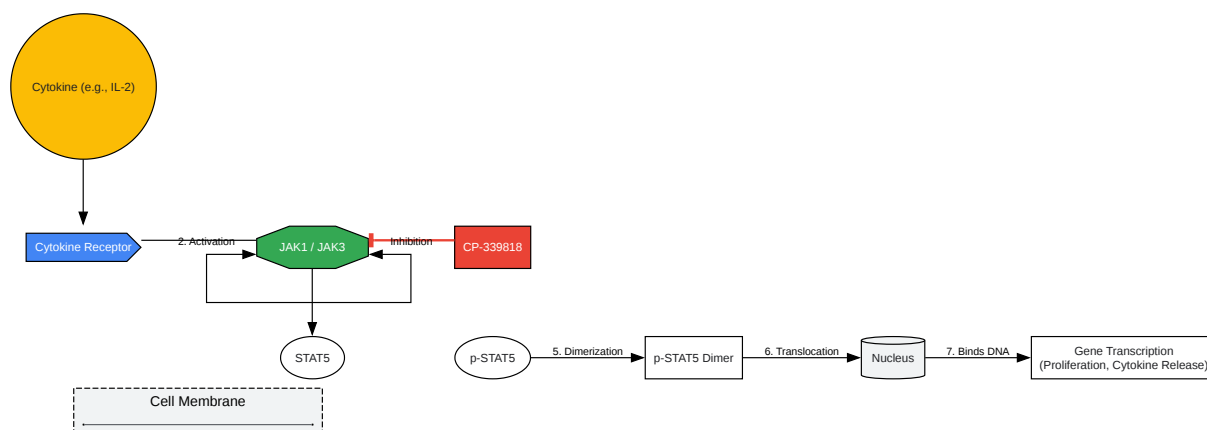 Cytokine (e.g., IL-2)
Cytokine Receptor
2. Activation
JAK1 / JAK3
Inhibition
CP-339818
STAT5
p-STAT5
5. Dimerization
p-STAT5 Dimer
6. Translocation
Nucleus
7. Binds DNA
Gene Transcription
(Proliferation, Cytokine Release)
Cell Membrane